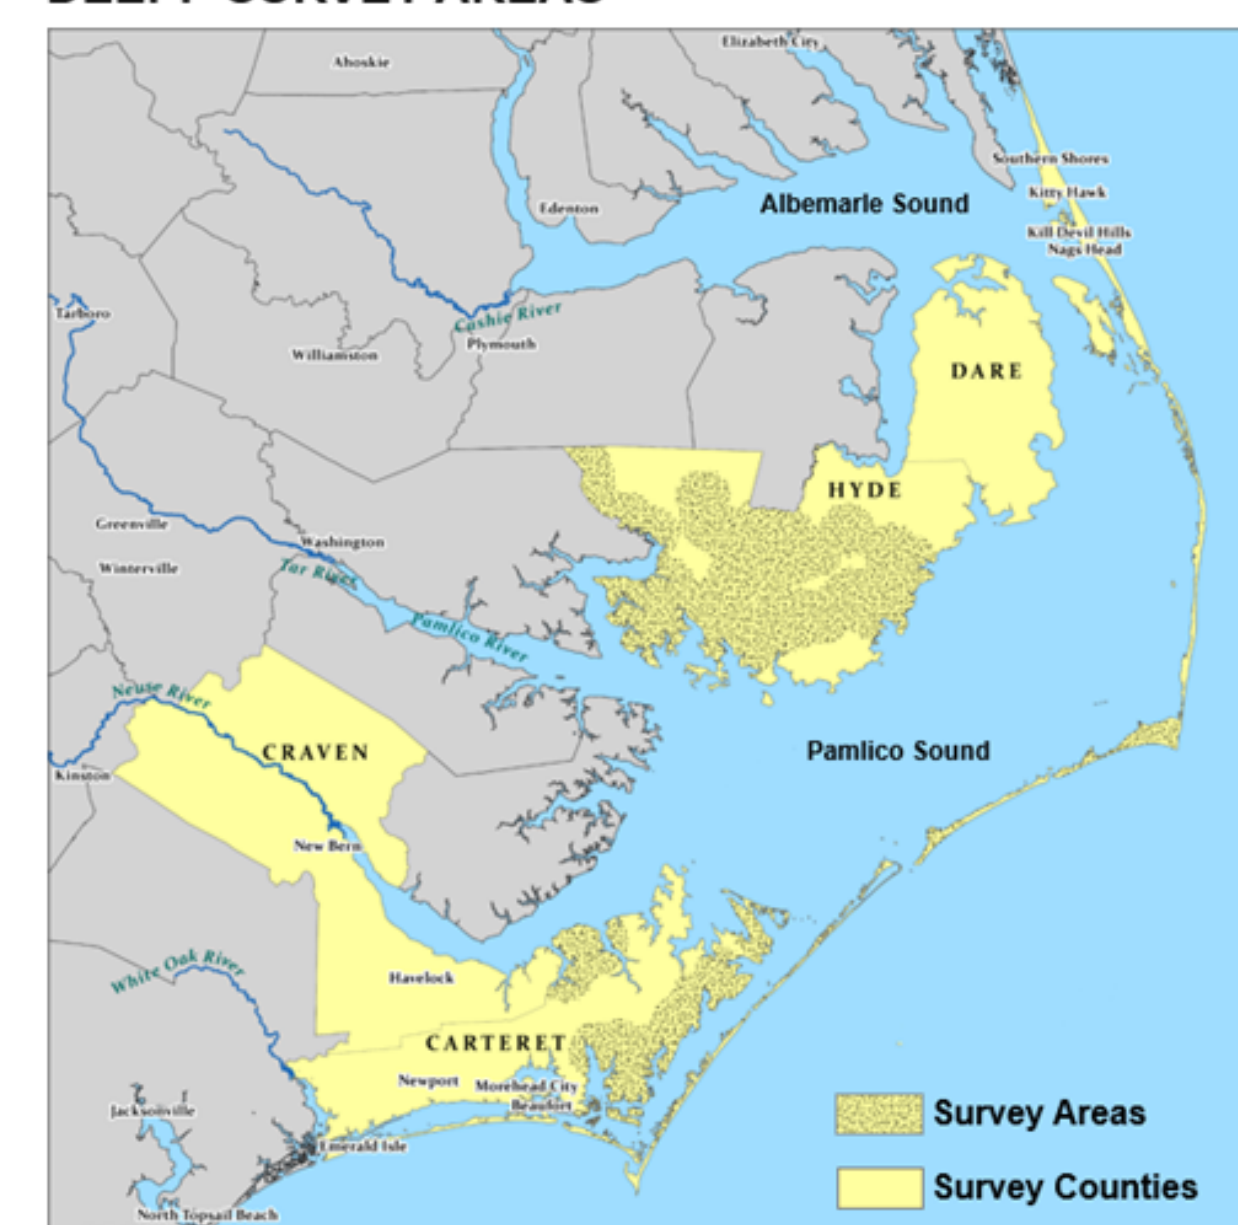 Elizabeth City
Ahoskie
Southern Shores
Kitty Hawk
Albemarle Sound
Edenton
Kill Devil Hills
Nags Head
Tarboro
Cashie River
Plymouth
Williamston
DARE
HYDE
Greenville
Washington
Winterville
Tar River
Pamlico River
Neuse River
CRAVEN
Pamlico Sound
Kinston
New Bern
White Oak River
Havelock
CARTERET
Newport
Morehead City
Beaufort
Jacksonville
Survey Areas
Emerald Isle
Survey Counties
North Topsail Beach